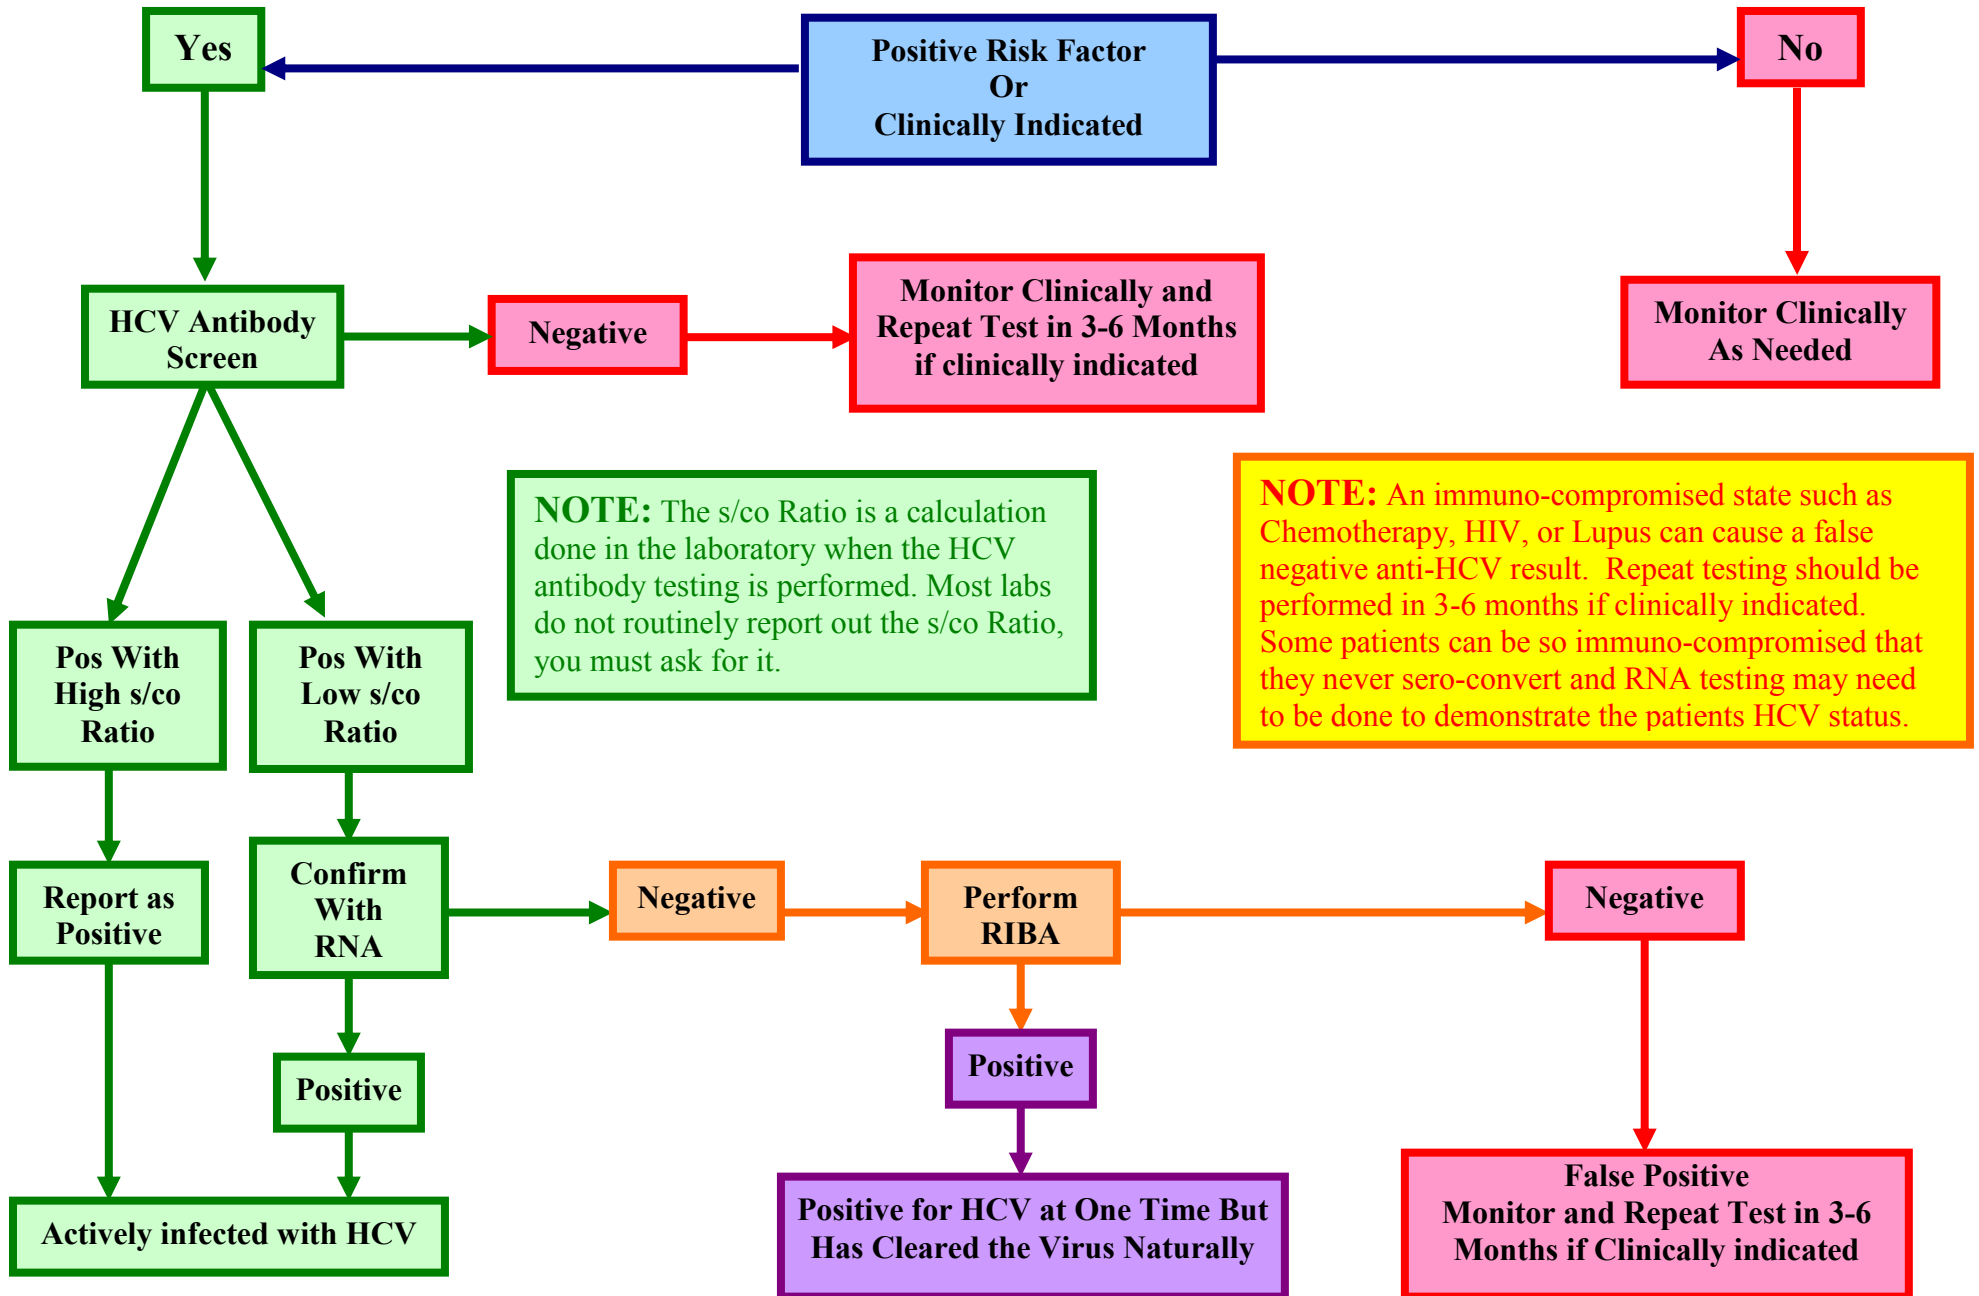 Yes
Positive Risk Factor
Or
Clinically Indicated
No
HCV Antibody
Screen
Negative
Monitor Clinically and
Repeat Test in 3-6 Months
if clinically indicated
Monitor Clinically
As Needed
NOTE: The s/co Ratio is a calculation
done in the laboratory when the HCV
antibody testing is performed. Most labs
do not routinely report out the s/co Ratio,
you must ask for it.
NOTE: An immuno-compromised state such as
Chemotherapy, HIV, or Lupus can cause a false
negative anti-HCV result.  Repeat testing should be
performed in 3-6 months if clinically indicated.
Some patients can be so immuno-compromised that
they never sero-convert and RNA testing may need
to be done to demonstrate the patients HCV status.
Pos With
High s/co
Ratio
Pos With
Low s/co
Ratio
Report as
Positive
Confirm
With
RNA
Negative
Perform
RIBA
Negative
Positive
Positive
Actively infected with HCV
Positive for HCV at One Time But
Has Cleared the Virus Naturally
False Positive
Monitor and Repeat Test in 3-6
Months if Clinically indicated